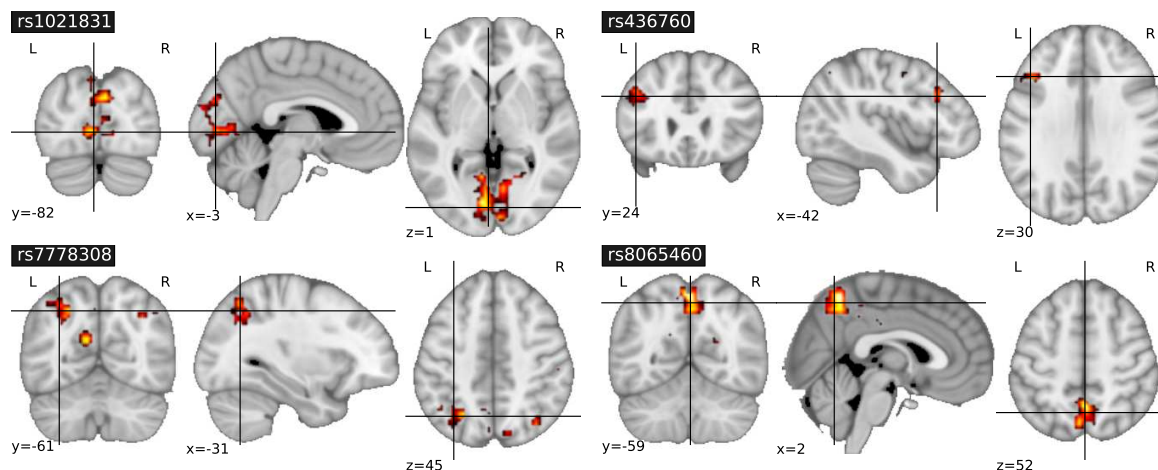 rs1021831
L R
y=-82
x=-3
L R
z=1
rs436760
L R
y=24
x=-42
L R
z=30
rs7778308
L R
y=-61
x=-31
L R
z=45
rs8065460
L R
y=-59
x=2
L R
z=52